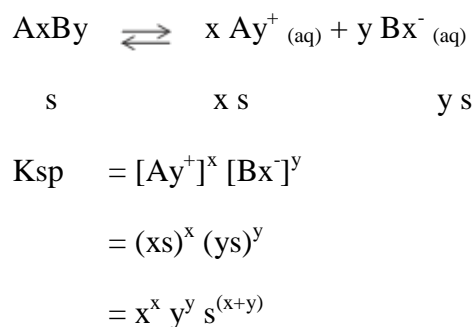 AxBy ⇌ x Ay⁺ ₍aq₎ + y Bx⁻ ₍aq₎
s x s y s
Ksp = [Ay⁺]ˣ [Bx⁻]ʸ
= (xs)ˣ (ys)ʸ
= xˣ yʸ s⁽ˣ⁺ʸ⁾